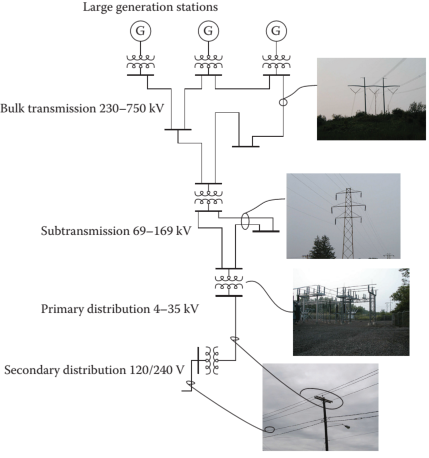 Large generation stations
G G G
Bulk transmission 230–750 kV
Subtransmission 69–169 kV
Primary distribution 4–35 kV
Secondary distribution 120/240 V